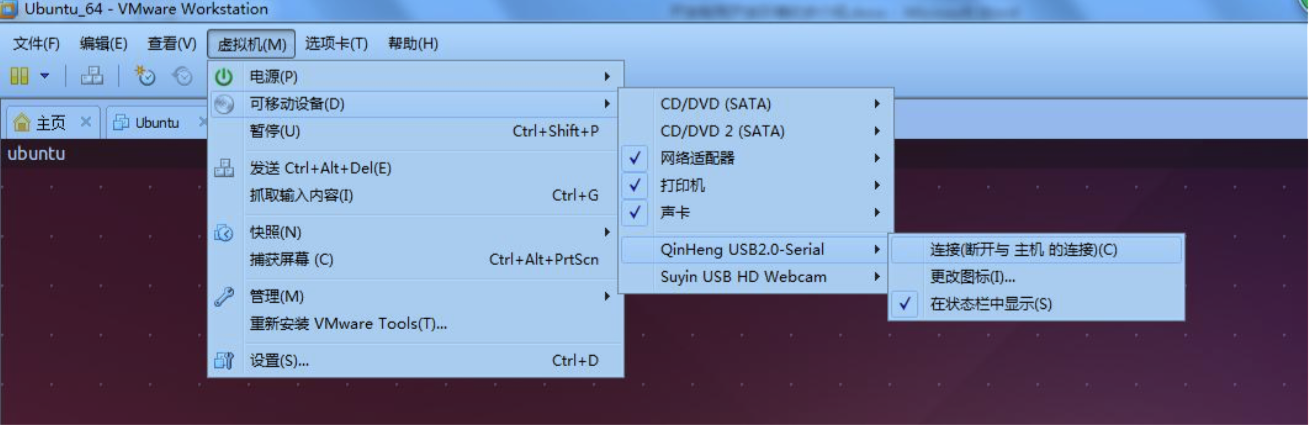 Ubuntu_64 - VMware Workstation
文件(F) 编辑(E) 查看(V) 虚拟机(M) 选项卡(T) 帮助(H)
主页 Ubuntu
ubuntu
电源(P)
可移动设备(D)
暂停(U) Ctrl+Shift+P
发送 Ctrl+Alt+Del(E)
抓取输入内容(I) Ctrl+G
快照(N)
捕获屏幕 (C) Ctrl+Alt+PrtScn
管理(M)
重新安装 VMware Tools(T)...
设置(S)... Ctrl+D
CD/DVD (SATA)
CD/DVD 2 (SATA)
网络适配器
打印机
声卡
QinHeng USB2.0-Serial
Suyin USB HD Webcam
连接(断开与 主机 的连接)(C)
更改图标(I)...
在状态栏中显示(S)